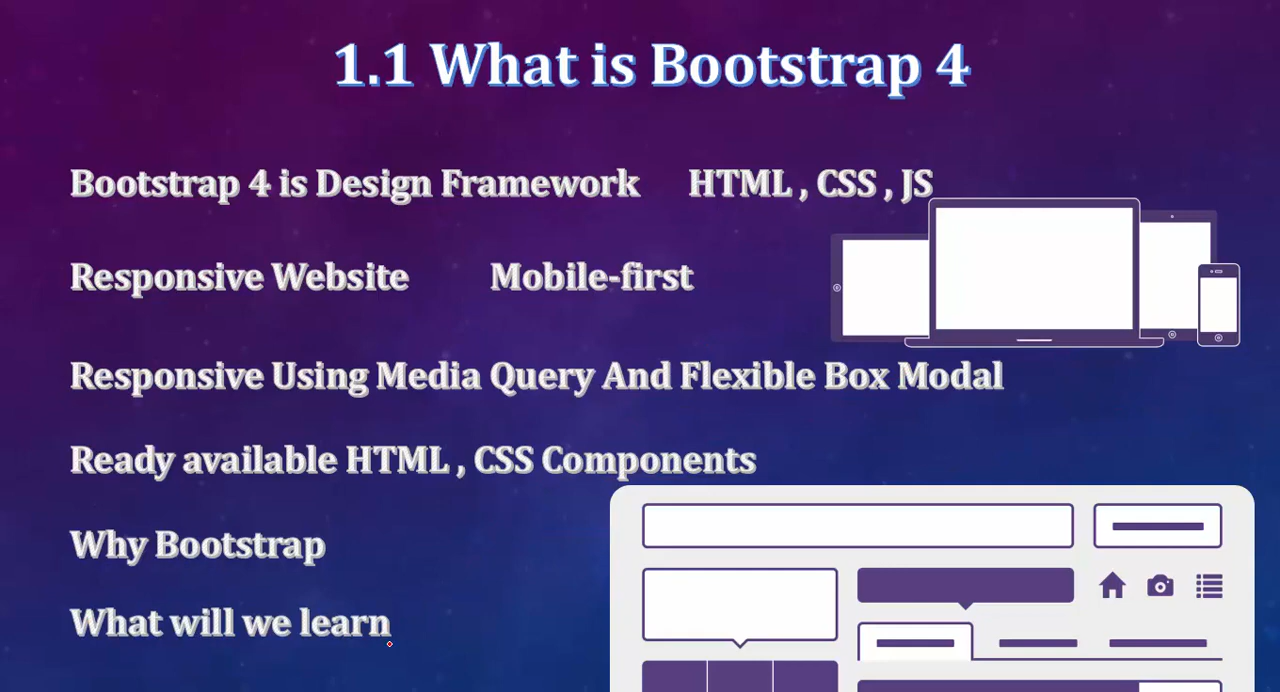 1.1 What is Bootstrap 4
Bootstrap 4 is Design Framework HTML , CSS , JS
Responsive Website Mobile-first
Responsive Using Media Query And Flexible Box Modal
Ready available HTML , CSS Components
Why Bootstrap
What will we learn